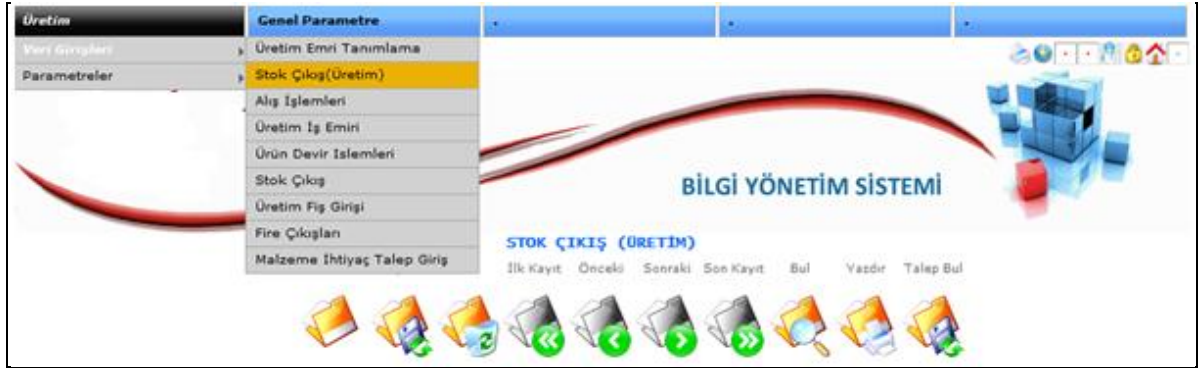 Üretim
Genel Parametre
Veri Girişleri
Üretim Emri Tanımlama
Parametreler
Stok Çıkış(Üretim)
Alış İşlemleri
Üretim İş Emiri
Ürün Devir Islemleri
Stok Çıkış
Üretim Fiş Girişi
Fire Çıkışları
Malzeme İhtiyaç Talep Giriş
BİLGİ YÖNETİM SİSTEMİ
STOK ÇIKIŞ (ÜRETİM)
İlk Kayıt Önceki Sonraki Son Kayıt Bul Yazdır Talep Bul